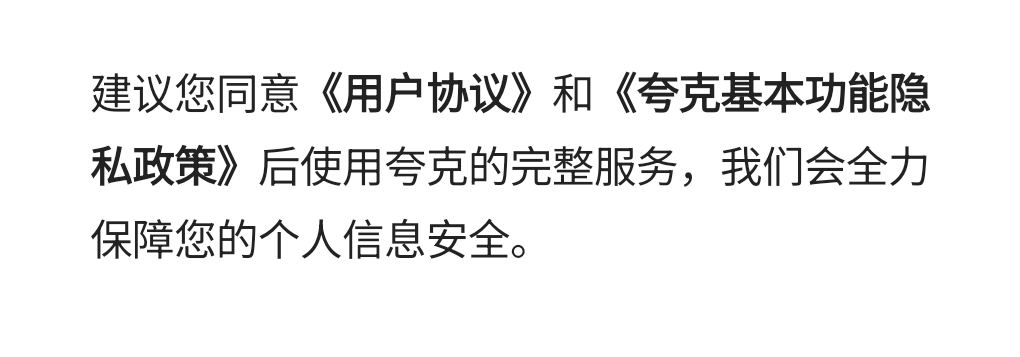 建议您同意《用户协议》和《夸克基本功能隐
私政策》后使用夸克的完整服务，我们会全力
保障您的个人信息安全。